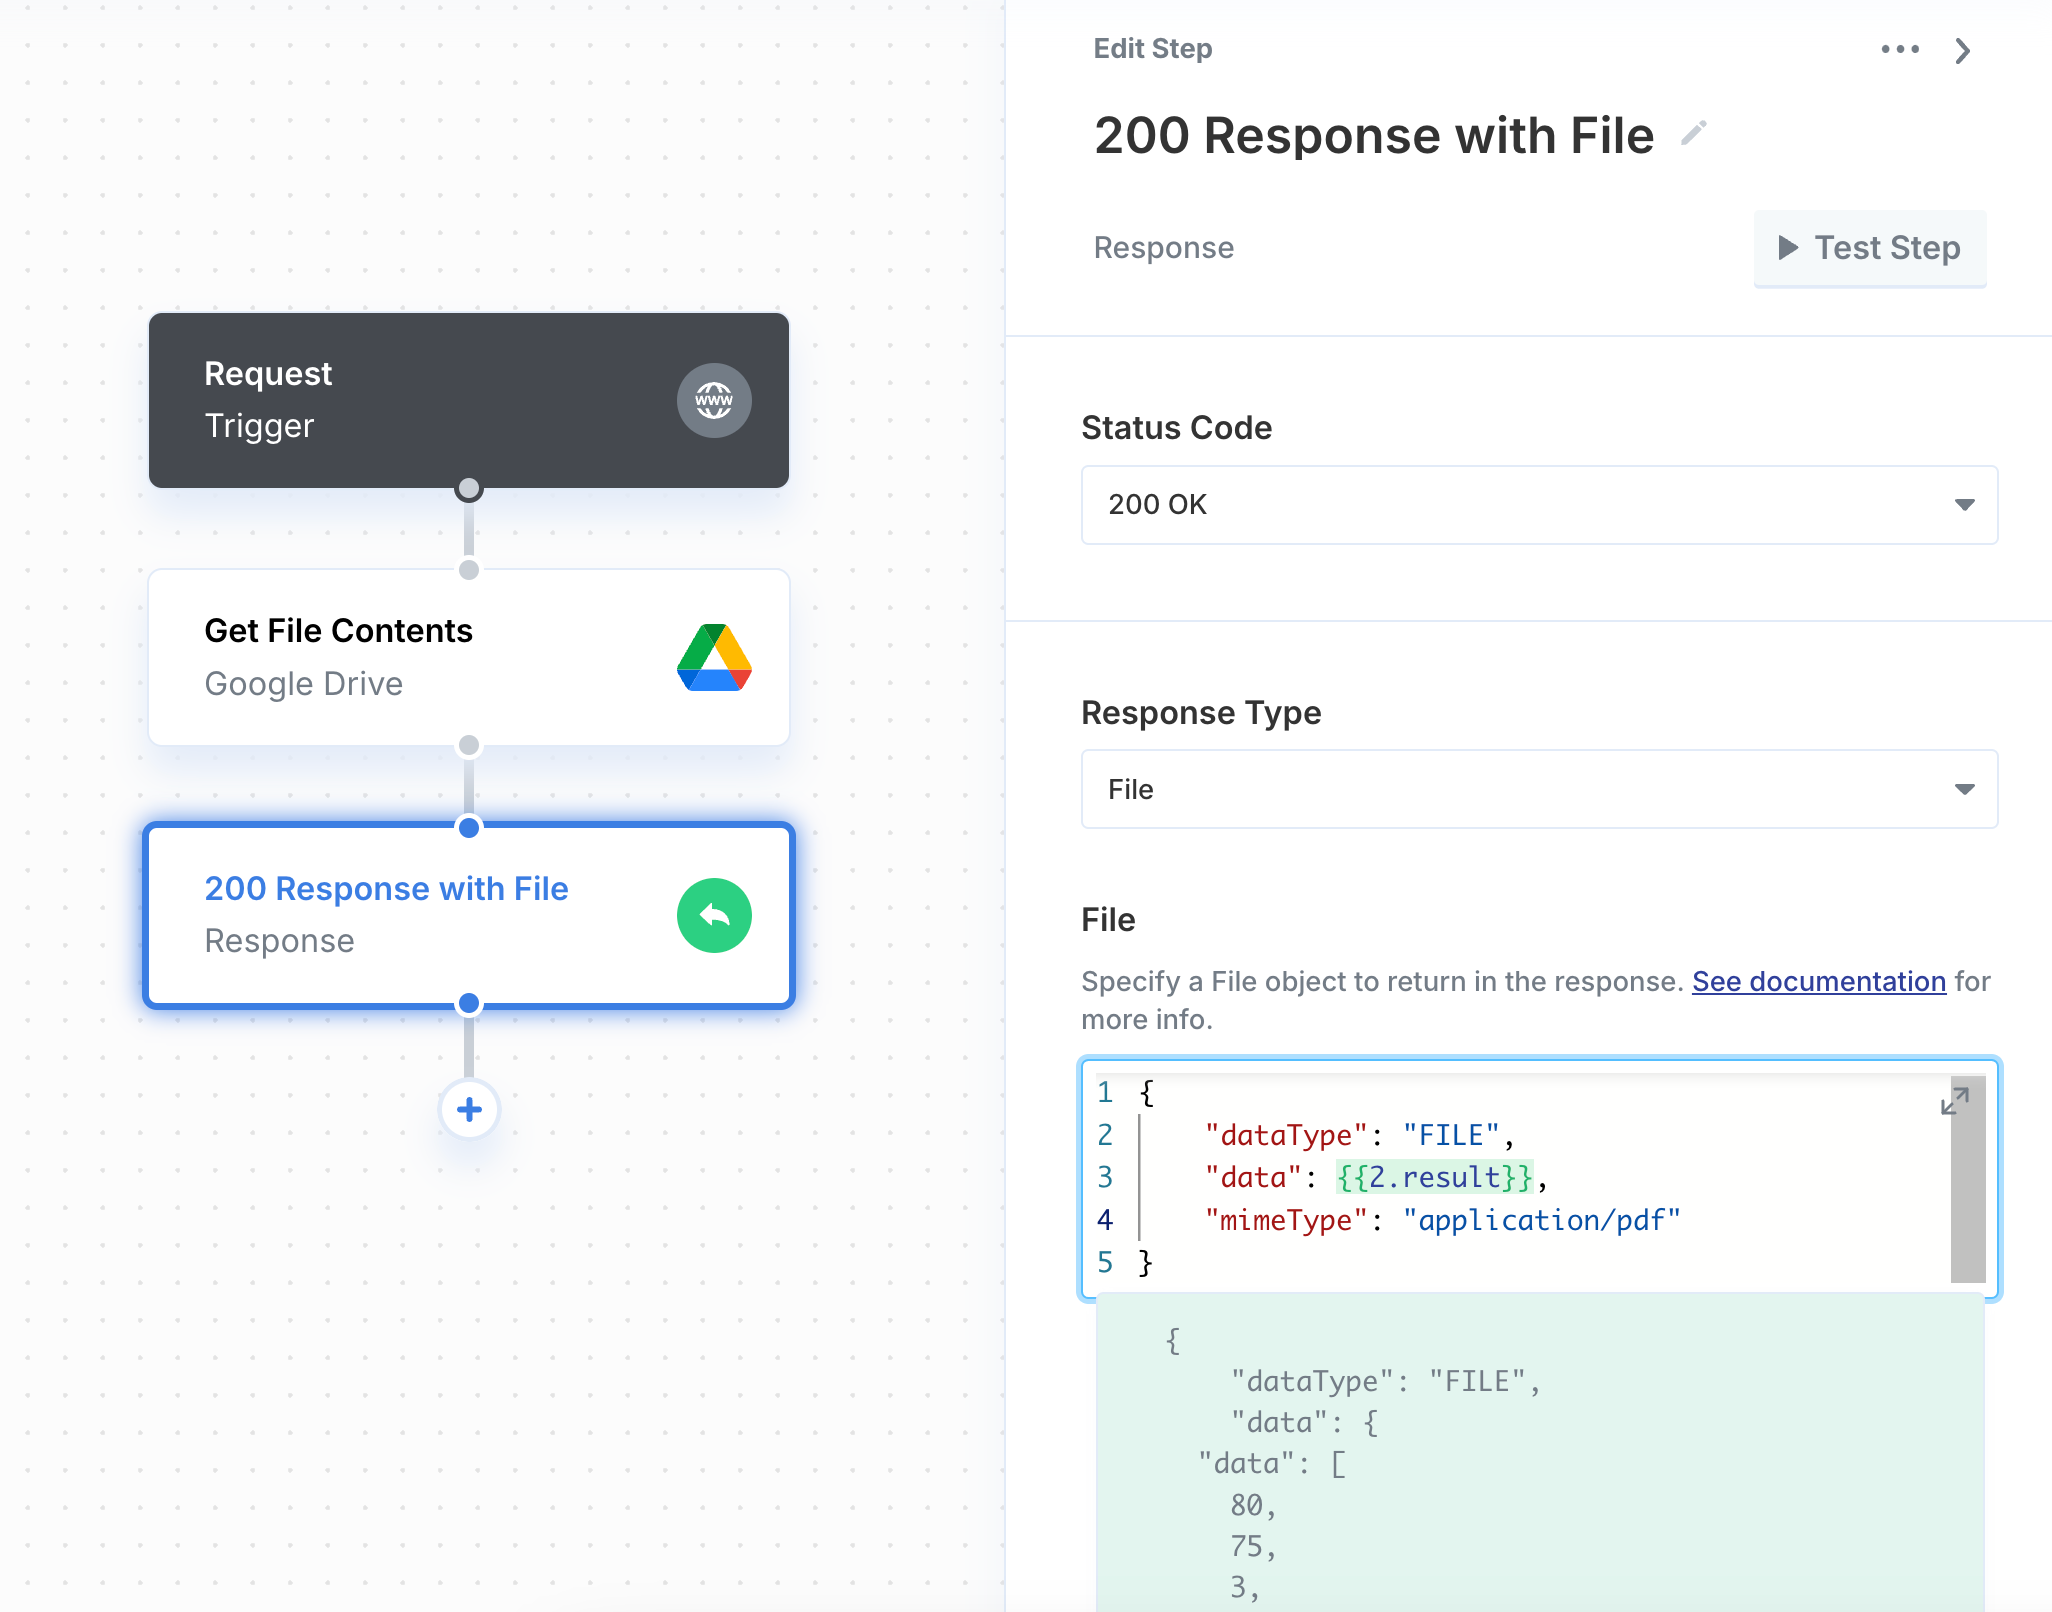 Request
Trigger
WWW
Get File Contents
Google Drive
200 Response with File
Response
Edit Step
200 Response with File
Response
Test Step
Status Code
200 OK
Response Type
File
File
Specify a File object to return in the response. See documentation for
more info.
1 {
2 "dataType": "FILE",
3 "data": {{2.result}},
4 "mimeType": "application/pdf"
5 }
{
"dataType": "FILE",
"data": {
"data": [
80,
75,
3,